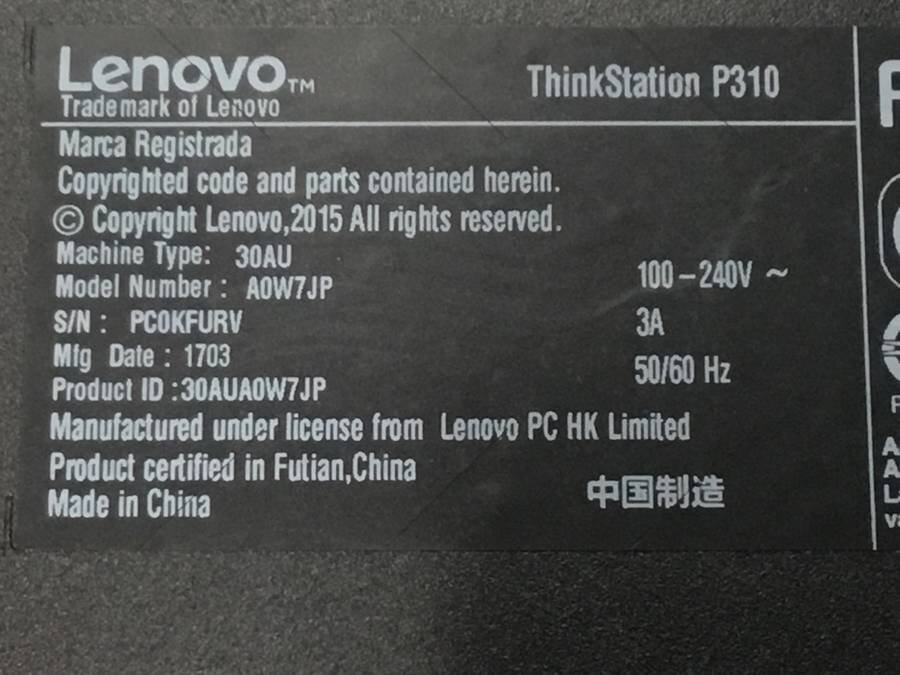 Lenovo™
ThinkStation P310
Trademark of Lenovo
Marca Registrada
Copyrighted code and parts contained herein.
© Copyright Lenovo,2015 All rights reserved.
Machine Type: 30AU
Model Number : A0W7JP
100-240V ~
S/N : PC0KFURV
3A
Mfg Date : 1703
50/60 Hz
Product ID :30AUA0W7JP
Manufactured under license from Lenovo PC HK Limited
Product certified in Futian,China
Made in China
中国制造